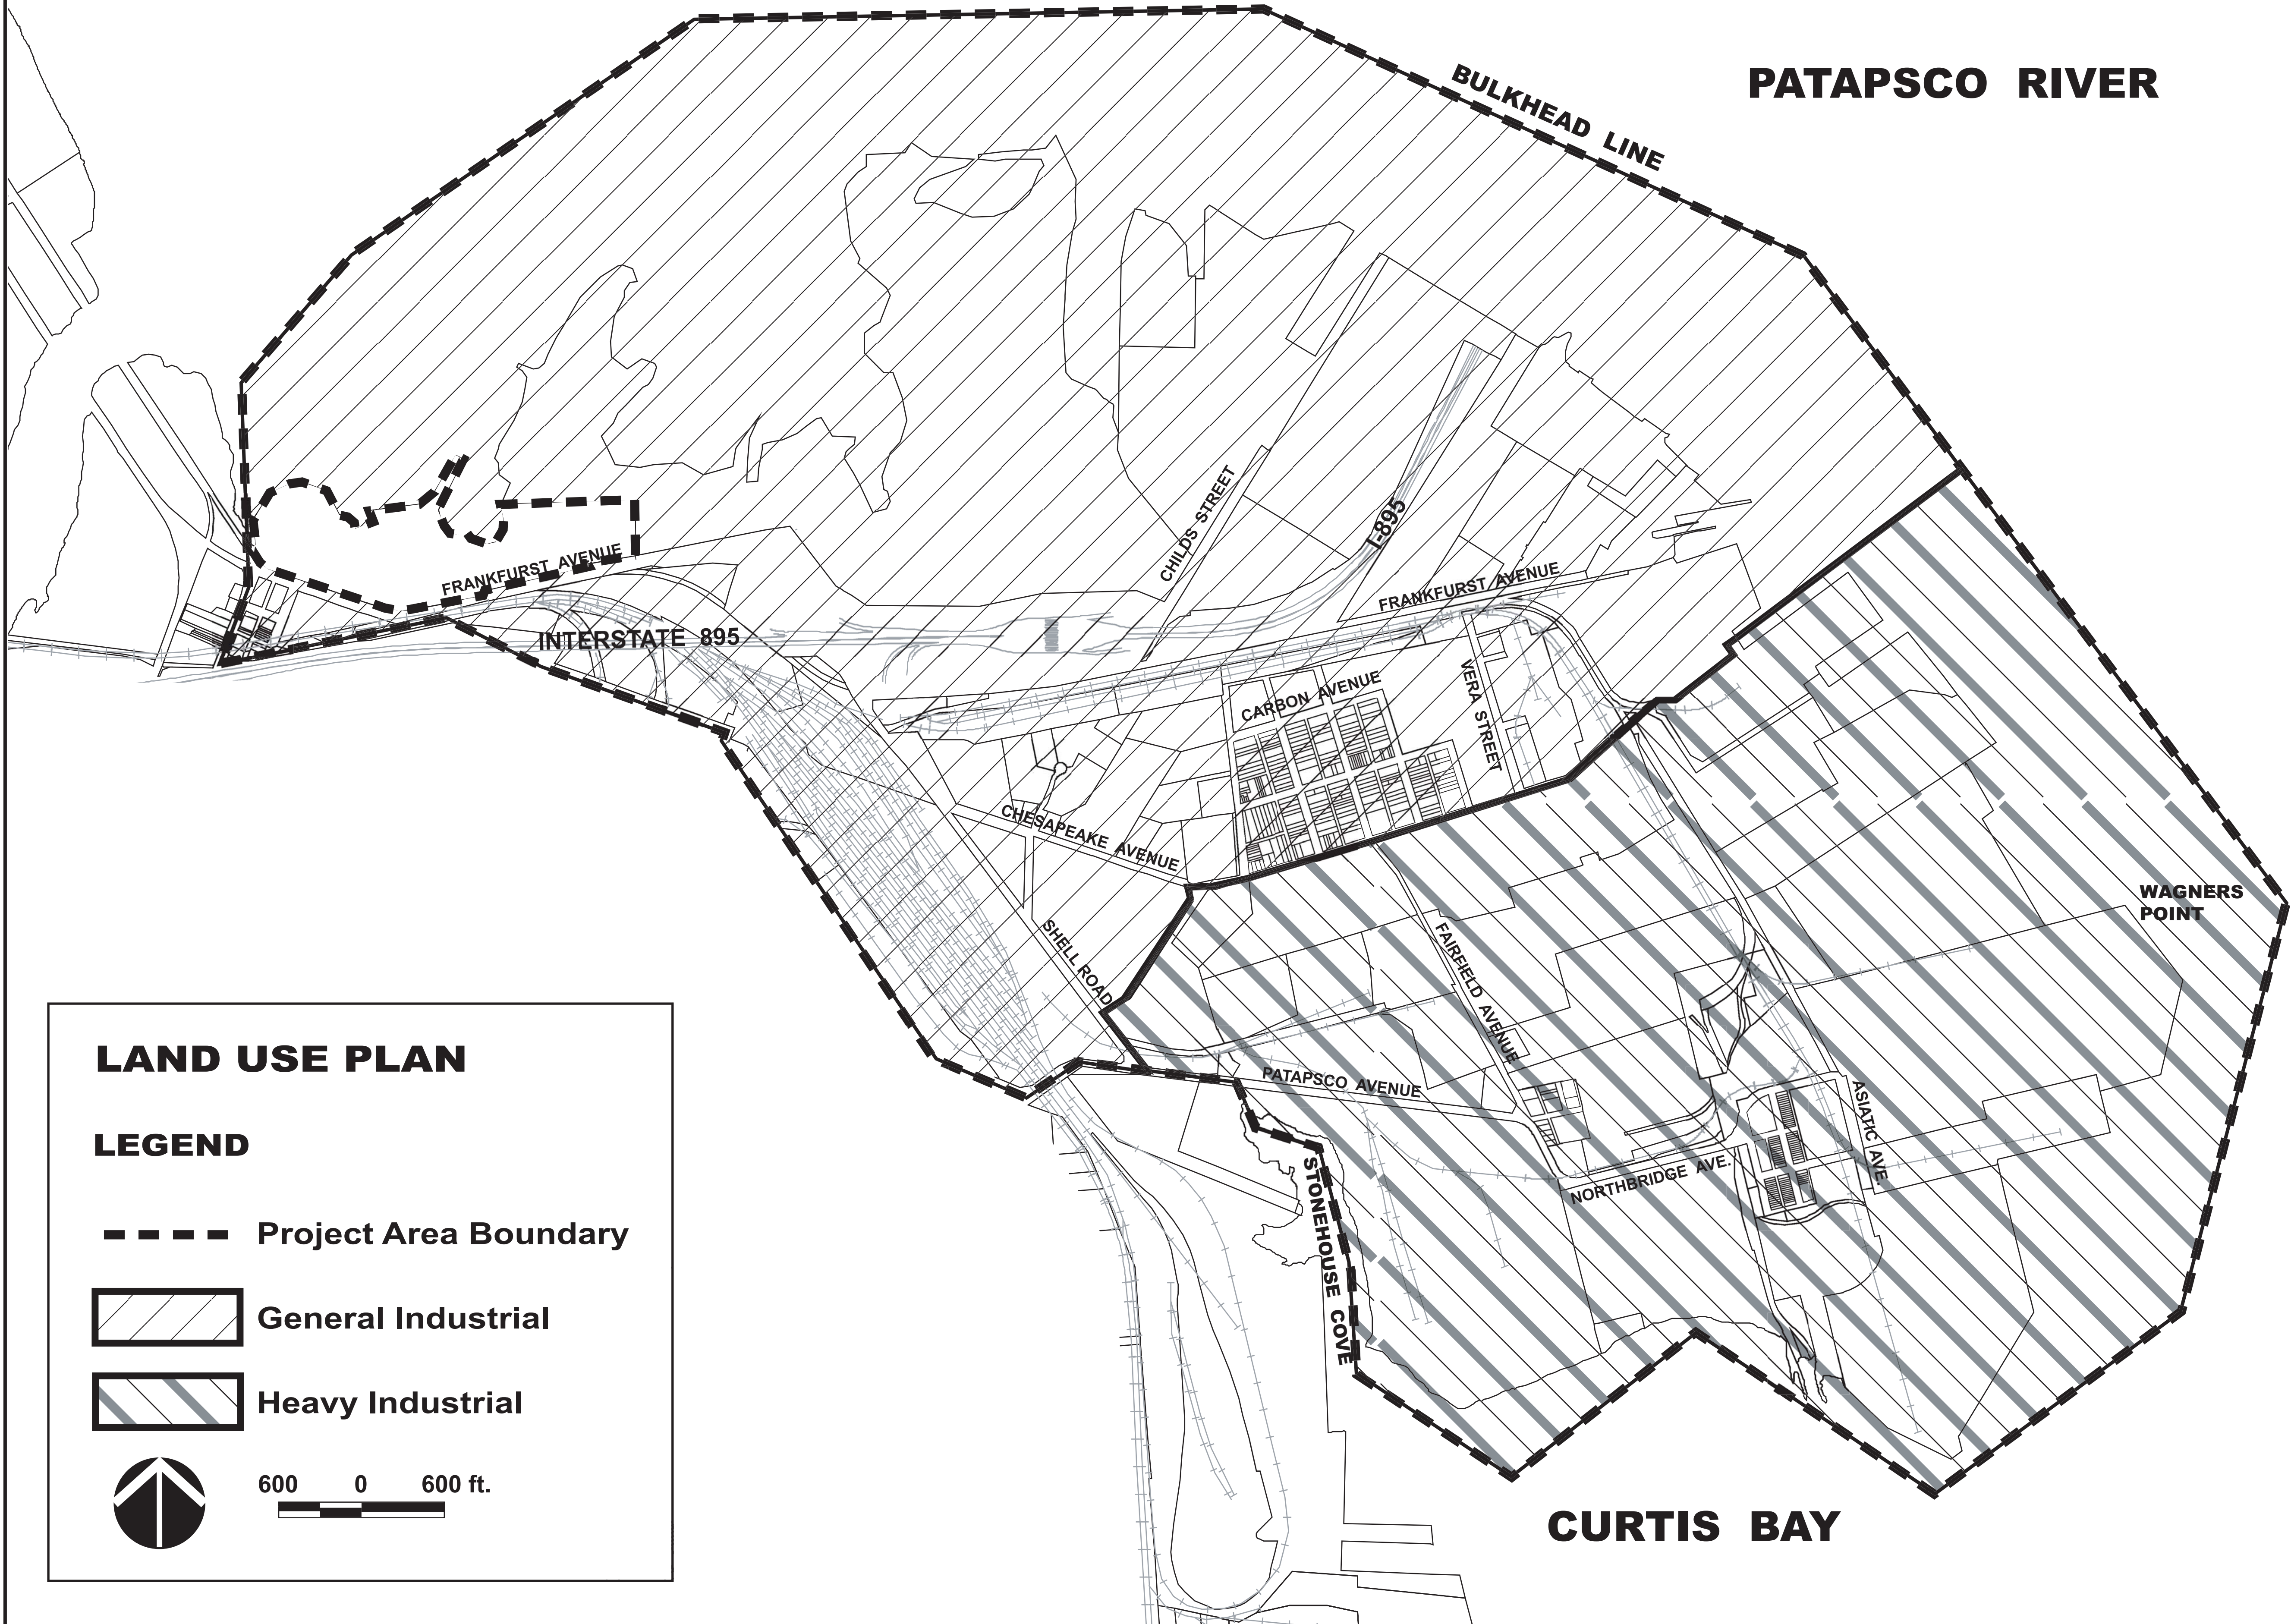 PATAPSCO RIVER
BULKHEAD LINE
CHILDS STREET
I-895
FRANKFURST AVENUE
FRANKFURST AVENUE
INTERSTATE 895
CARBON AVENUE
VERA STREET
CHESAPEAKE AVENUE
WAGNERS
POINT
SHELL ROAD
FAIRFIELD AVENUE
PATAPSCO AVENUE
ASIATIC AVE.
NORTHBRIDGE AVE.
STONEHOUSE COVE
CURTIS BAY
LAND USE PLAN
LEGEND
Project Area Boundary
General Industrial
Heavy Industrial
600 0 600 ft.